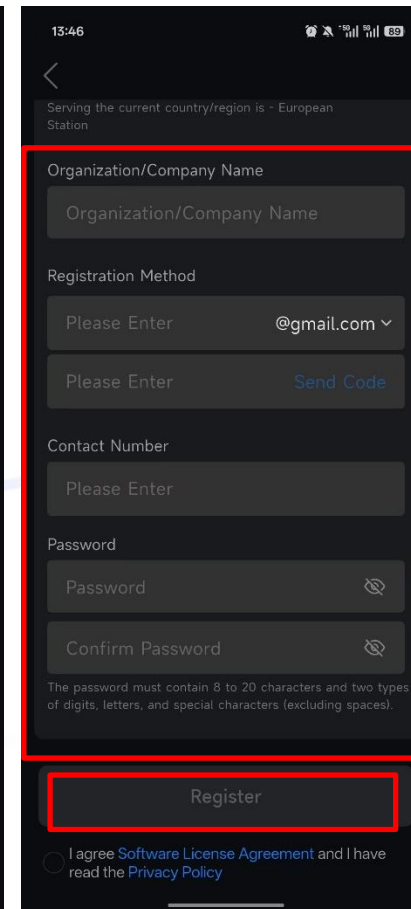 13:46
5G 5G 89
Serving the current country/region is - European
Station
Organization/Company Name
Organization/Company Name
Registration Method
Please Enter @gmail.com
Please Enter Send Code
Contact Number
Please Enter
Password
Password
Confirm Password
The password must contain 8 to 20 characters and two types
of digits, letters, and special characters (excluding spaces).
Register
I agree Software License Agreement and I have
read the Privacy Policy